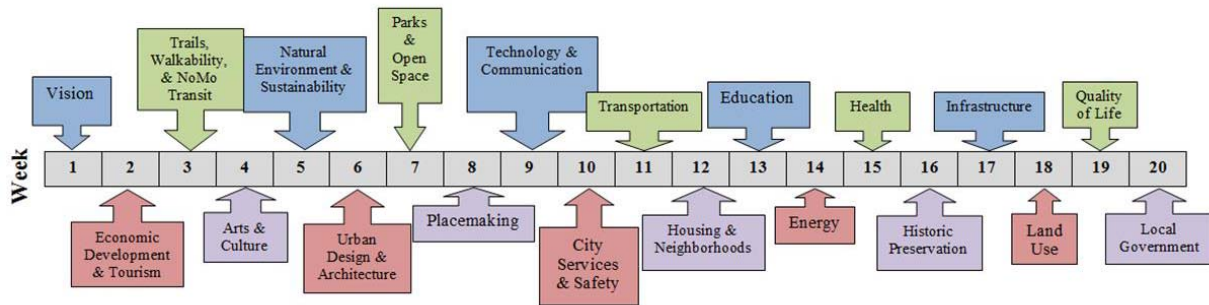 Vision
Trails,
Walkability,
& NoMo
Transit
Natural
Environment &
Sustainability
Parks
&
Open
Space
Technology &
Communication
Transportation
Education
Health
Infrastructure
Quality
of Life
Week
1 2 3 4 5 6 7 8 9 10 11 12 13 14 15 16 17 18 19 20
Economic
Development
& Tourism
Arts &
Culture
Urban
Design &
Architecture
Placemaking
City
Services
& Safety
Housing &
Neighborhoods
Energy
Historic
Preservation
Land
Use
Local
Government